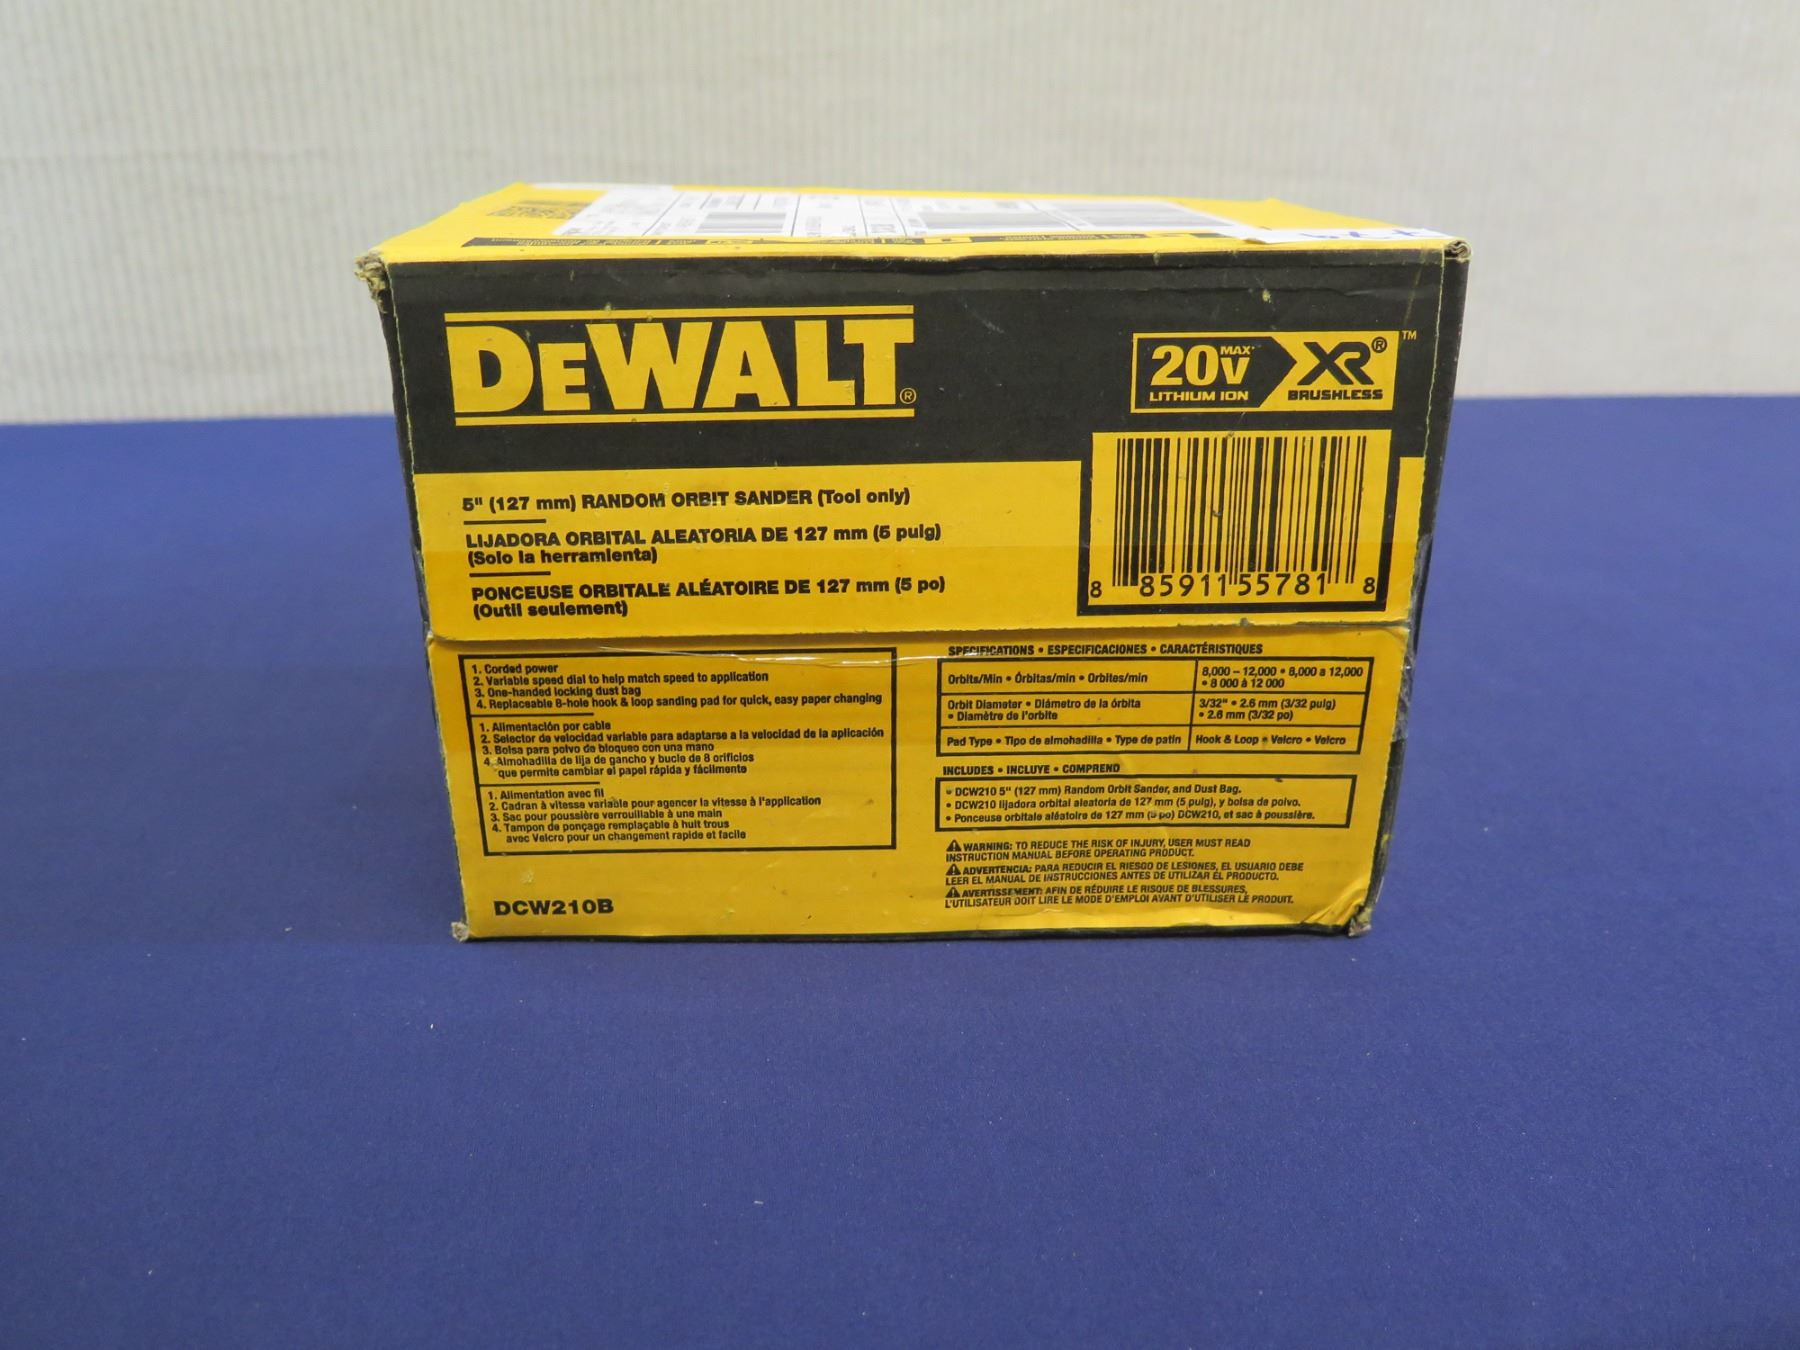 DEWALT®
20V MAX* XR® ™
LITHIUM ION BRUSHLESS
5" (127 mm) RANDOM ORBIT SANDER (Tool only)
LIJADORA ORBITAL ALEATORIA DE 127 mm (5 pulg)
(Solo la herramienta)
PONCEUSE ORBITALE ALÉATOIRE DE 127 mm (5 po)
(Outil seulement)
8 85911 55781 8
1. Corded power
2. Variable speed dial to help match speed to application
3. One-handed locking dust bag
4. Replaceable 8-hole hook & loop sanding pad for quick, easy paper changing
1. Alimentación por cable
2. Selector de velocidad variable para adaptarse a la velocidad de la aplicación
3. Bolsa para polvo de bloqueo con una mano
4. Almohadilla de lija de gancho y bucle de 8 orificios
que permite cambiar el papel rápida y fácilmente
1. Alimentation avec fil
2. Cadran à vitesse variable pour agencer la vitesse à l'application
3. Sac pour poussière verrouillable à une main
4. Tampon de ponçage remplaçable à huit trous
avec Velcro pour un changement rapide et facile
DCW210B
SPECIFICATIONS • ESPECIFICACIONES • CARACTÉRISTIQUES
Orbits/Min • Órbitas/min • Orbites/min
8,000 – 12,000 • 8,000 a 12,000
• 8 000 à 12 000
Orbit Diameter • Diámetro de la órbita
• Diamètre de l'orbite
3/32" • 2.6 mm (3/32 pulg)
• 2.6 mm (3/32 po)
Pad Type • Tipo de almohadilla • Type de patin
Hook & Loop • Velcro • Velcro
INCLUDES • INCLUYE • COMPREND
• DCW210 5" (127 mm) Random Orbit Sander, and Dust Bag.
• DCW210 lijadora orbital aleatoria de 127 mm (5 pulg), y bolsa de polvo.
• Ponceuse orbitale aléatoire de 127 mm (5 po) DCW210, et sac à poussière.
WARNING: TO REDUCE THE RISK OF INJURY, USER MUST READ
INSTRUCTION MANUAL BEFORE OPERATING PRODUCT.
ADVERTENCIA: PARA REDUCIR EL RIESGO DE LESIONES, EL USUARIO DEBE
LEER EL MANUAL DE INSTRUCCIONES ANTES DE UTILIZAR EL PRODUCTO.
AVERTISSEMENT: AFIN DE RÉDUIRE LE RISQUE DE BLESSURES,
L'UTILISATEUR DOIT LIRE LE MODE D'EMPLOI AVANT D'UTILISER LE PRODUIT.